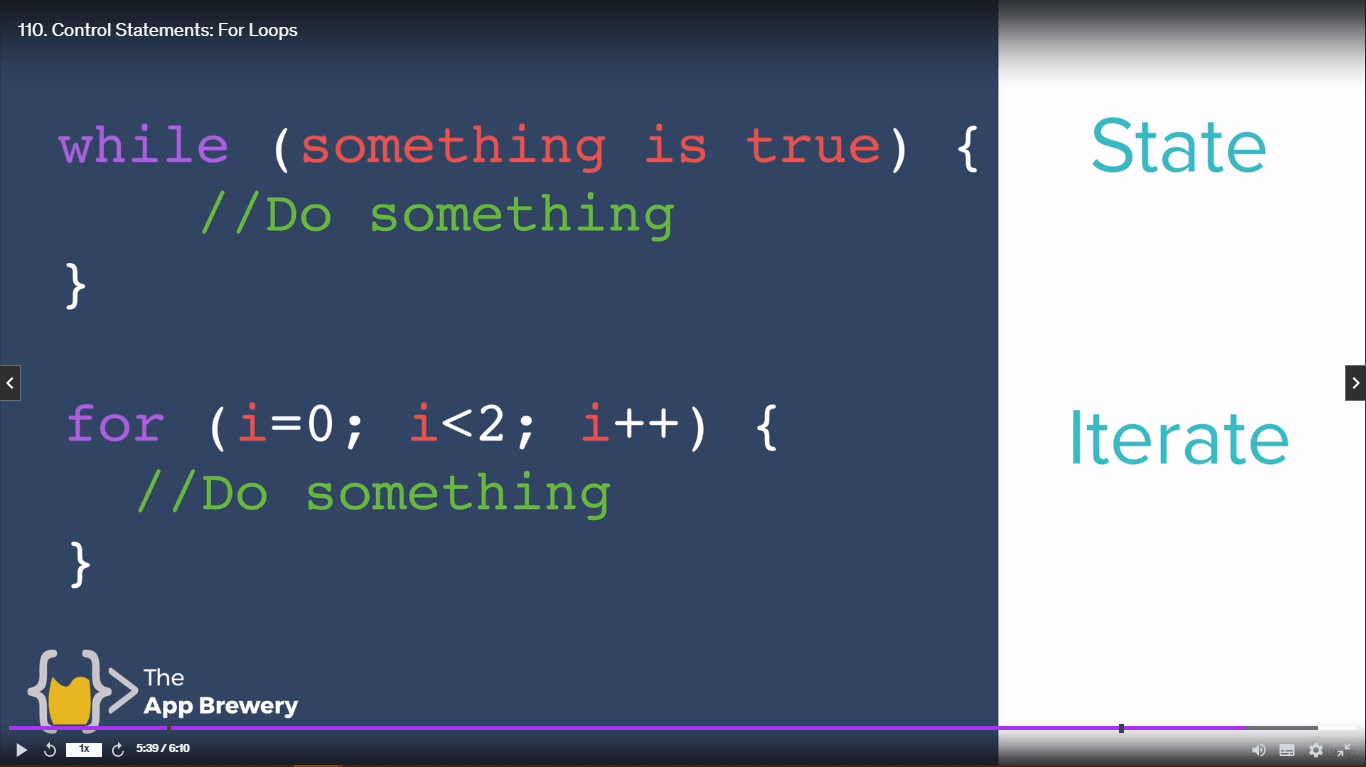 110. Control Statements: For Loops
while (something is true) {
//Do something
}
State
for (i=0; i<2; i++) {
//Do something
}
Iterate
The
App Brewery
1x
5:39 / 6:10